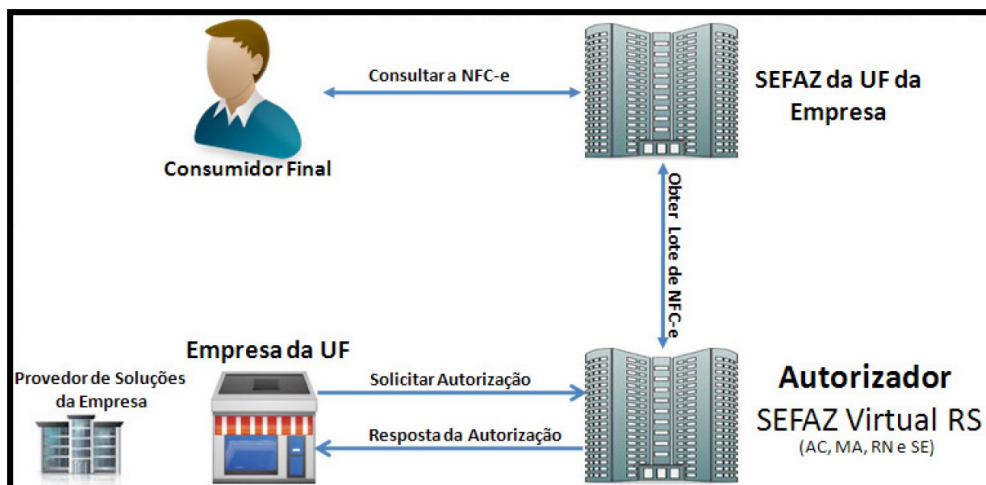 Consultar a NFC-e
SEFAZ da UF da
Empresa
Consumidor Final
Obter Lote de NFC-e
Empresa da UF
Provedor de Soluções
da Empresa
Solicitar Autorização
Resposta da Autorização
Autorizador
SEFAZ Virtual RS
(AC, MA, RN e SE)